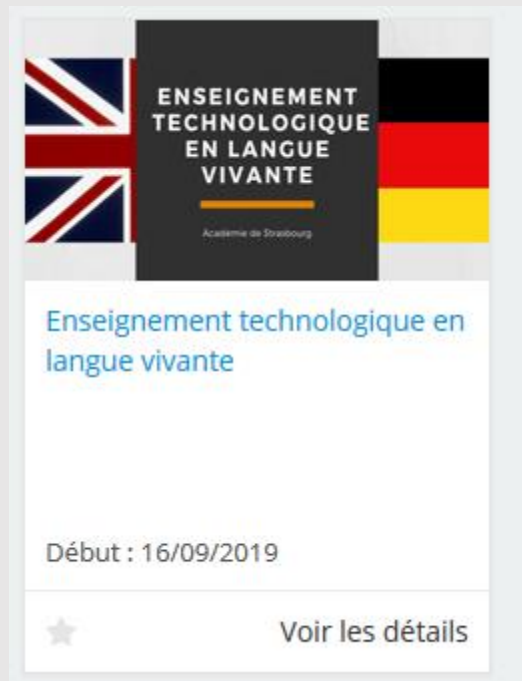 ENSEIGNEMENT
TECHNOLOGIQUE
EN LANGUE
VIVANTE
Académie de Strasbourg
Enseignement technologique en
langue vivante
Début : 16/09/2019
Voir les détails